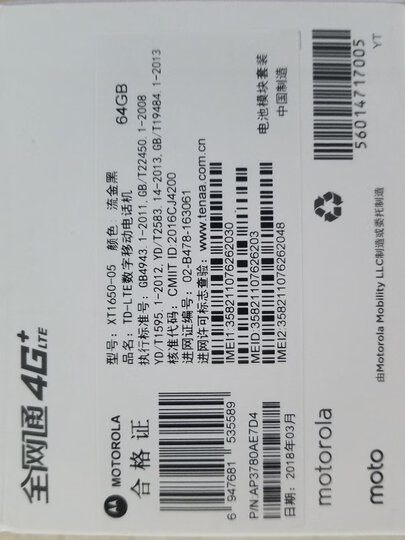 全网通4G+
LTE
型号：XT1650-05 颜色：流金黑
64GB
品名：TD-LTE数字移动电话机
执行标准号：GB4943.1-2011,GB/T22450.1-2008
YD/T1595.1-2012,YD/T2583.14-2013,GB/T19484.1-2013
核准代码：CMIIT ID:2016CJ4200
进网证编号：02-B478-163061
进网许可标志查验：www.tenaa.com.cn
IMEI1:358211076262030
MEID:35821107626203
IMEI2:358211076262048
电池模块套装
中国制造
56014717005
YT
MOTOROLA
合格证
6 947681 535589
P/N:AP3780AE7D4
日期：2018年03月
由Motorola Mobility LLC制造或委托制造
motorola
moto